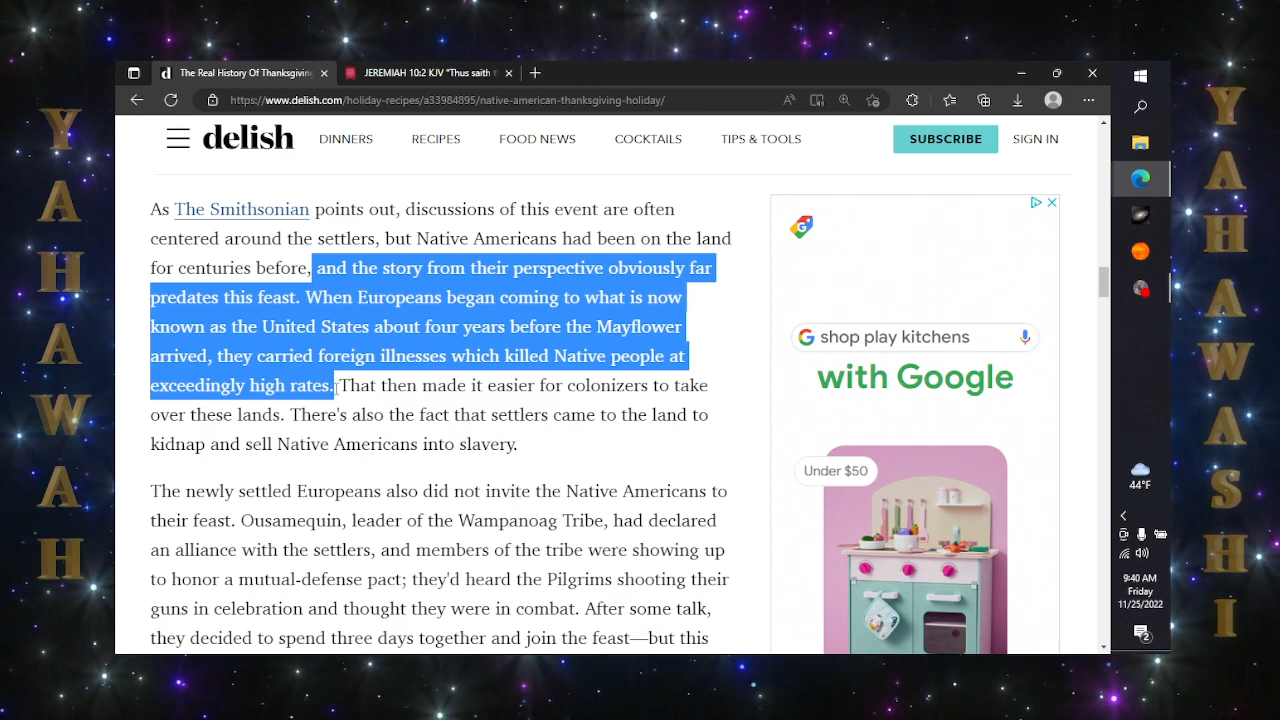 The Real History Of Thanksgiving
JEREMIAH 10:2 KJV "Thus saith t
https://www.delish.com/holiday-recipes/a33984895/native-american-thanksgiving-holiday/
delish
DINNERS
RECIPES
FOOD NEWS
COCKTAILS
TIPS & TOOLS
SUBSCRIBE
SIGN IN
As The Smithsonian points out, discussions of this event are often
centered around the settlers, but Native Americans had been on the land
for centuries before, and the story from their perspective obviously far
predates this feast. When Europeans began coming to what is now
known as the United States about four years before the Mayflower
arrived, they carried foreign illnesses which killed Native people at
exceedingly high rates. That then made it easier for colonizers to take
over these lands. There's also the fact that settlers came to the land to
kidnap and sell Native Americans into slavery.
The newly settled Europeans also did not invite the Native Americans to
their feast. Ousamequin, leader of the Wampanoag Tribe, had declared
an alliance with the settlers, and members of the tribe were showing up
to honor a mutual-defense pact; they'd heard the Pilgrims shooting their
guns in celebration and thought they were in combat. After some talk,
they decided to spend three days together and join the feast—but this
G
G shop play kitchens
with Google
Under $50
44°F
9:40 AM
Friday
11/25/2022
2
YAHAWAH
YAHAWASHI